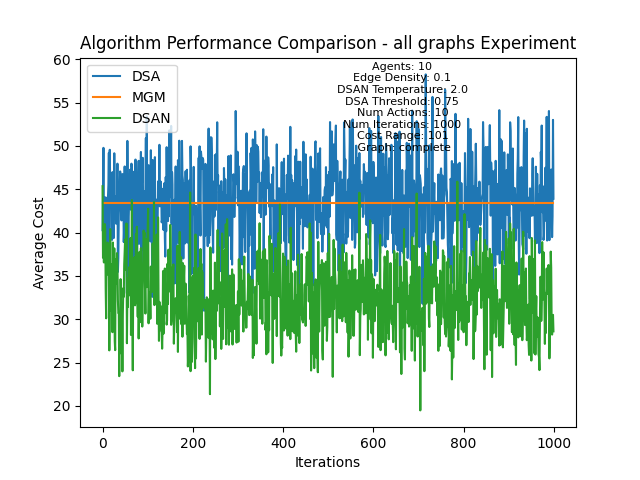 Algorithm Performance Comparison - all graphs Experiment
DSA
MGM
DSAN
Agents: 10
Edge Density: 0.1
DSAN Temperature: 2.0
DSA Threshold: 0.75
Num Actions: 10
Num Iterations: 1000
Cost Range: 101
Graph: complete
Average Cost
60
55
50
45
40
35
30
25
20
0
200
400
600
800
1000
Iterations